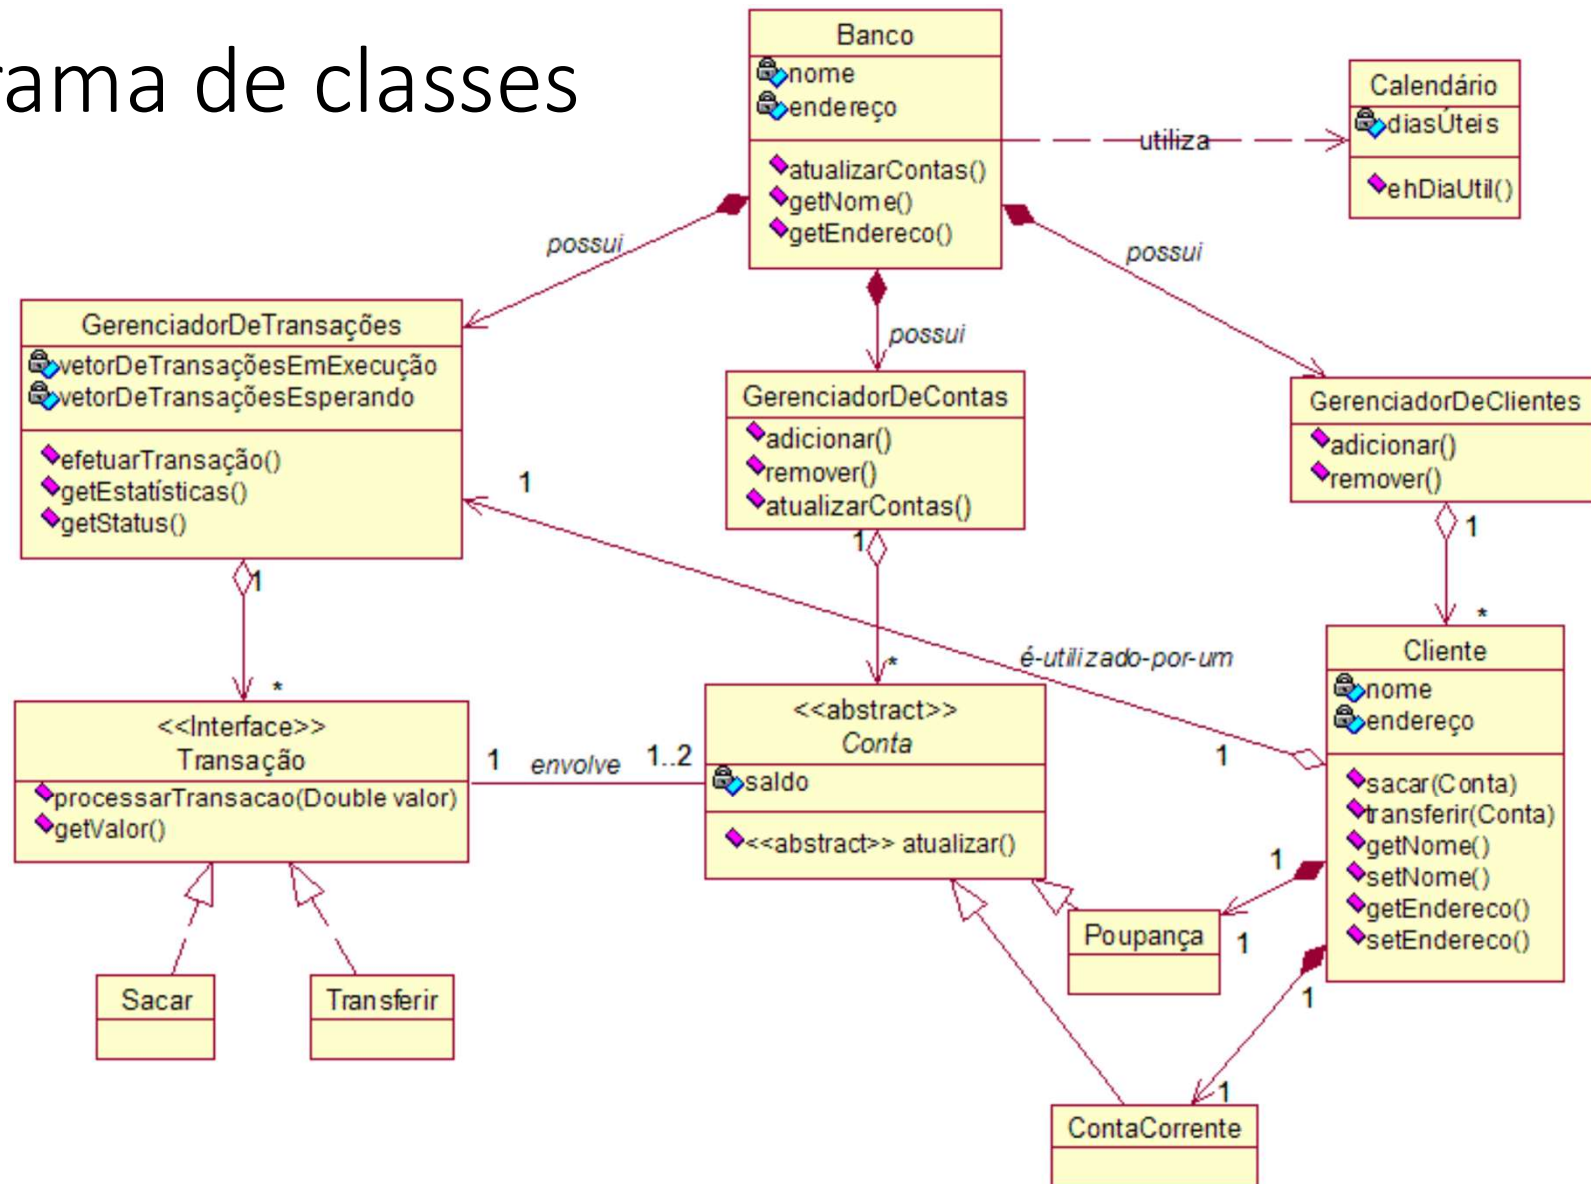 rama de classes
Banco
nome
endereço
atualizarContas()
getNome()
getEndereco()
utiliza
Calendário
diasÚteis
ehDiaUtil()
possui
possui
possui
GerenciadorDeTransações
vetorDeTransaçõesEmExecução
vetorDeTransaçõesEsperando
efetuarTransação()
getEstatísticas()
getStatus()
GerenciadorDeContas
adicionar()
remover()
atualizarContas()
GerenciadorDeClientes
adicionar()
remover()
1
1
1
1
*
*
*
é-utilizado-por-um
1
<<Interface>>
Transação
processarTransacao(Double valor)
getValor()
1 envolve 1..2
<<abstract>>
Conta
saldo
<<abstract>> atualizar()
Cliente
nome
endereço
sacar(Conta)
transferir(Conta)
getNome()
setNome()
getEndereco()
setEndereco()
1
1
1
1
Sacar
Transferir
Poupança
ContaCorrente